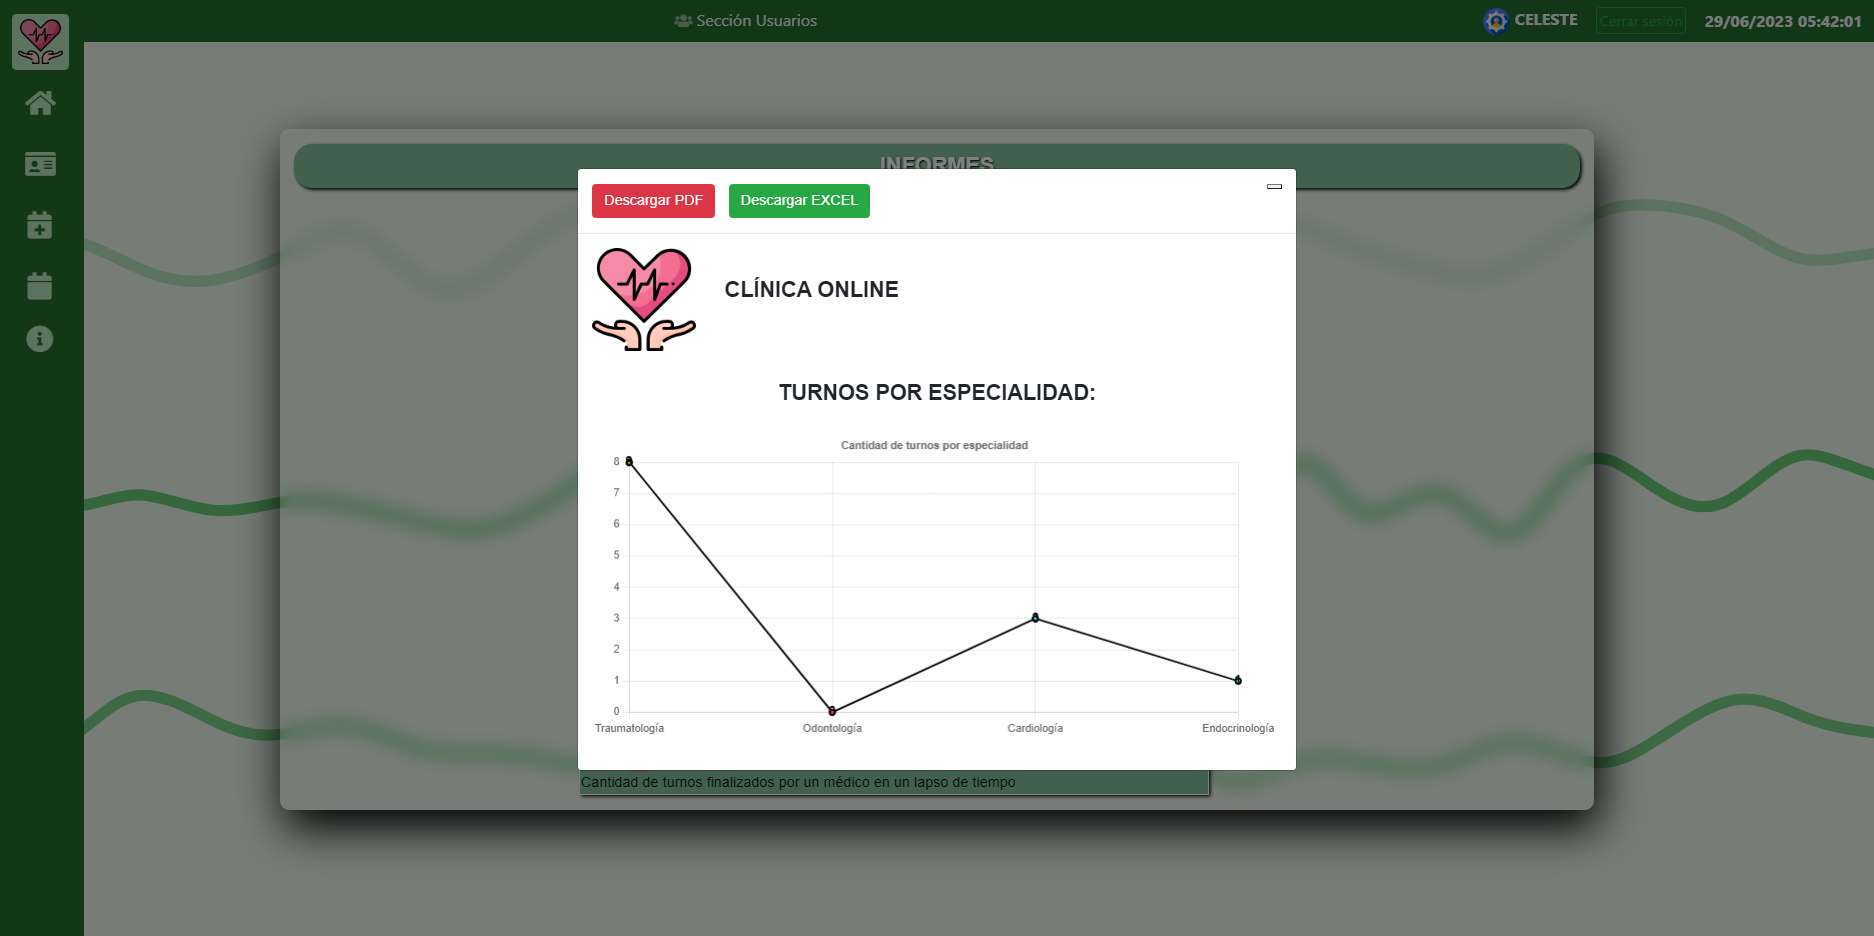 Sección Usuarios
CELESTE
Cerrar sesión
29/06/2023 05:42:01
INFORMES
Descargar PDF
Descargar EXCEL
CLÍNICA ONLINE
TURNOS POR ESPECIALIDAD:
Cantidad de turnos por especialidad
8
7
6
5
4
3
2
1
0
Traumatología
Odontología
Cardiología
Endocrinología
Cantidad de turnos finalizados por un médico en un lapso de tiempo